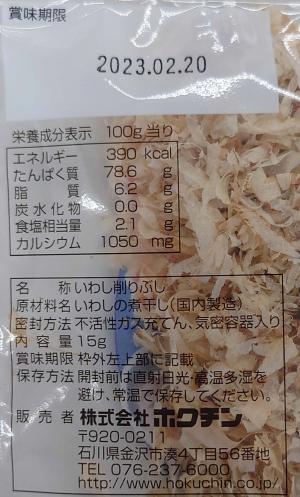 賞味期限
2023.02.20
栄養成分表示 100g当り
エネルギー 390 kcal
たんぱく質 78.6 g
脂質 6.2 g
炭水化物 0.0 g
食塩相当量 2.1 g
カルシウム 1050 mg
名称 いわし削りぶし
原材料名 いわしの煮干し(国内製造)
密封方法 不活性ガス充てん、気密容器入り
内容量 15g
賞味期限 枠外左上部に記載
保存方法 開封前は直射日光・高温多湿を
避け、常温で保存してください。
販売者 株式会社ホクチン
〒920-0211
石川県金沢市湊4丁目56番地
TEL 076-237-6000
http://www.hokuchin.co.jp/